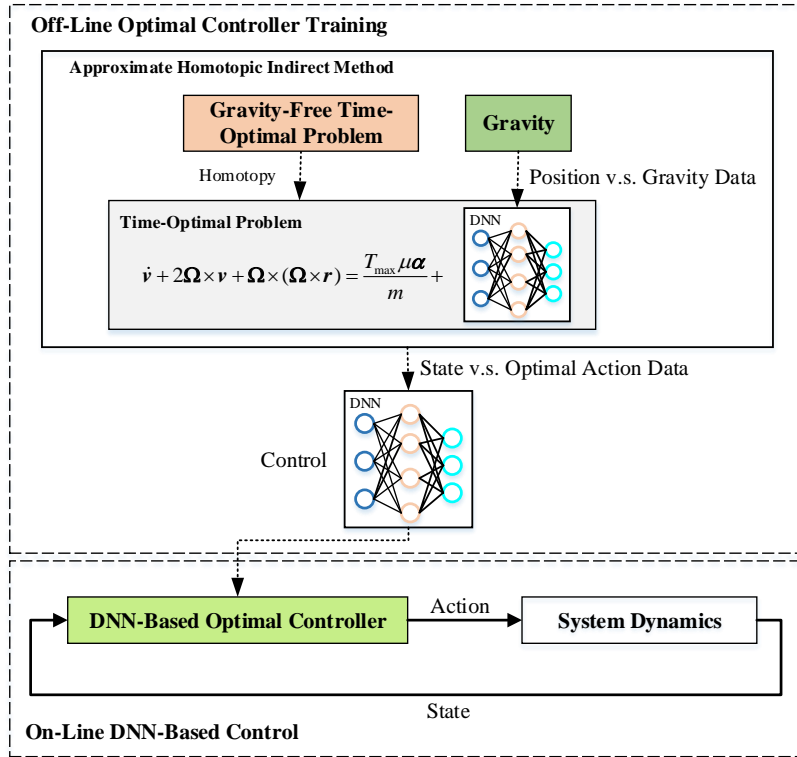 Off-Line Optimal Controller Training
Approximate Homotopic Indirect Method
Gravity-Free Time-
Optimal Problem
Gravity
Homotopy
Position v.s. Gravity Data
Time-Optimal Problem
DNN
v̇ + 2Ω × v + Ω × (Ω × r) = T_max μα / m +
State v.s. Optimal Action Data
DNN
Control
DNN-Based Optimal Controller
Action
System Dynamics
State
On-Line DNN-Based Control